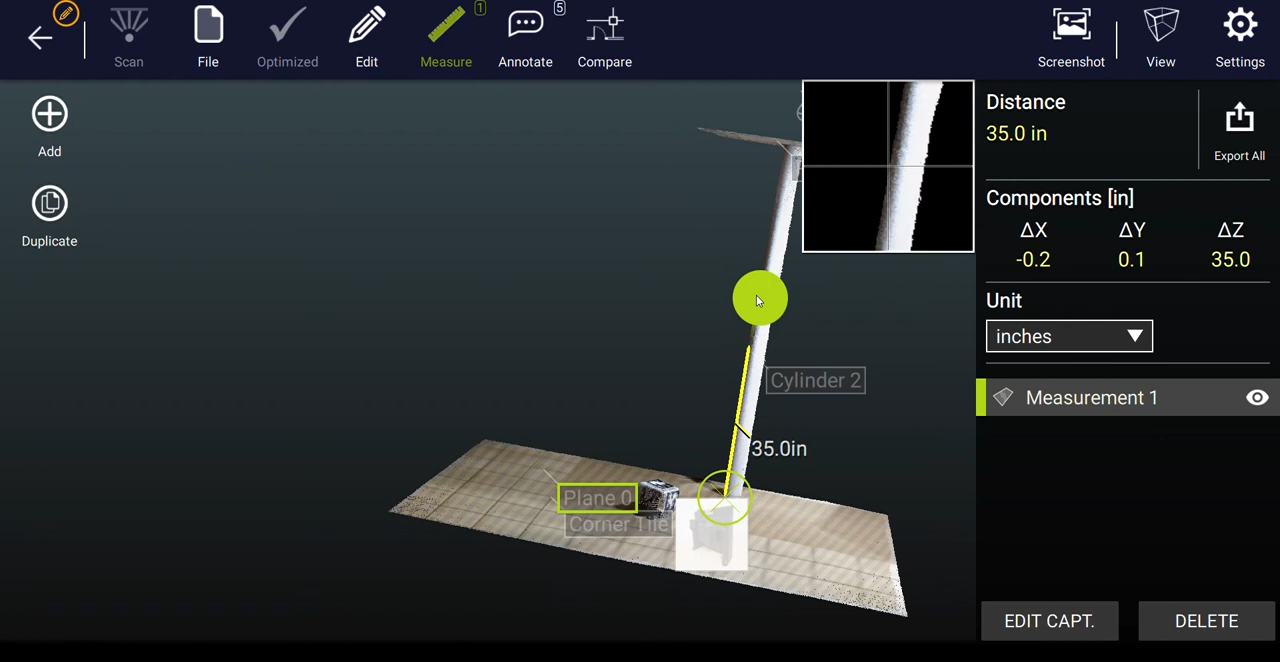 1
5
Scan
File
Optimized
Edit
Measure
Annotate
Compare
Screenshot
View
Settings
Add
Duplicate
Distance
35.0 in
Export All
Components [in]
ΔX ΔY ΔZ
-0.2 0.1 35.0
Unit
inches
Measurement 1
Cylinder 2
35.0in
Plane 0
Corner Tile
EDIT CAPT.
DELETE